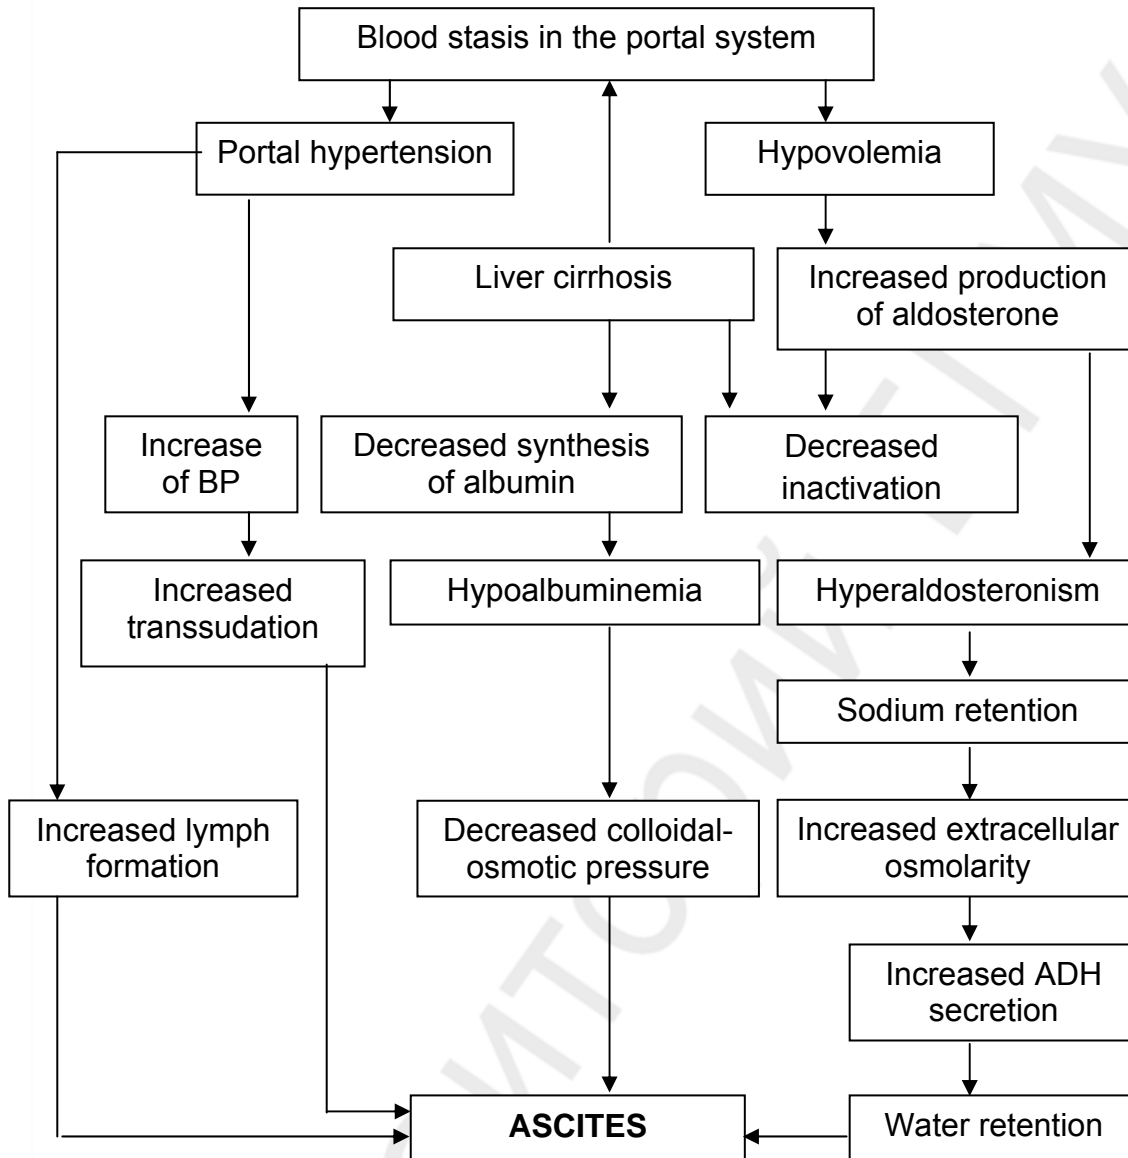 Blood stasis in the portal system
Portal hypertension
Hypovolemia
Liver cirrhosis
Increased production
of aldosterone
Increase
of BP
Decreased synthesis
of albumin
Decreased
inactivation
Increased
transsudation
Hypoalbuminemia
Hyperaldosteronism
Sodium retention
Increased lymph
formation
Decreased colloidal-
osmotic pressure
Increased extracellular
osmolarity
Increased ADH
secretion
ASCITES
Water retention